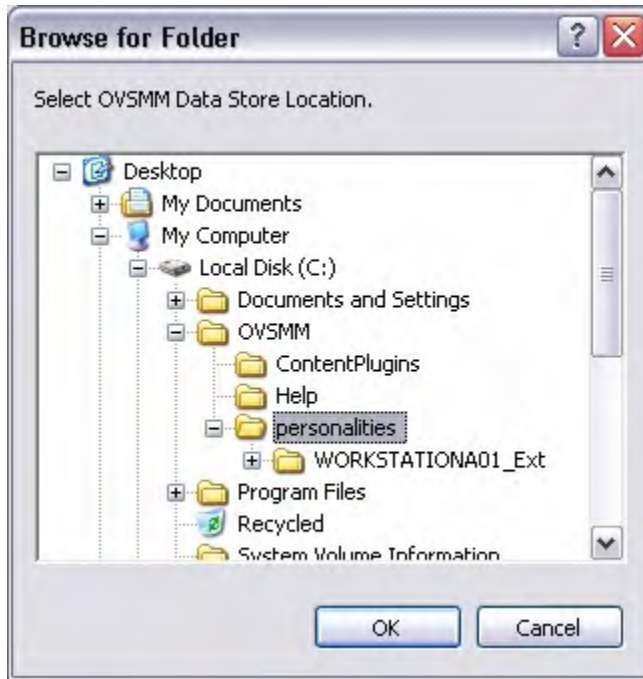 Browse for Folder
?
Select OVSMM Data Store Location.
Desktop
My Documents
My Computer
Local Disk (C:)
Documents and Settings
OVSMM
ContentPlugins
Help
personalities
WORKSTATIONA01_Ext
Program Files
Recycled
System Volume Information
OK Cancel